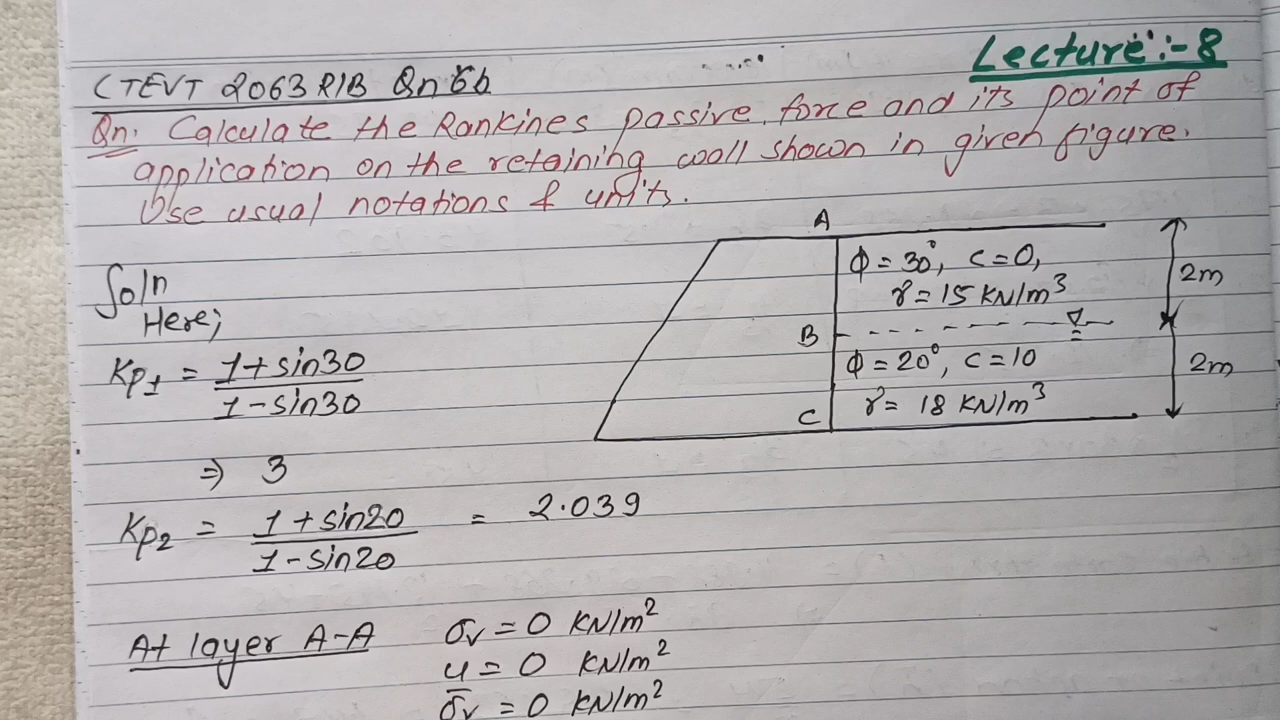 Lecture:-8
CTEVT 2063 R/B Qn 5b
Qn. Calculate the Rankines passive force and its point of
application on the retaining wall shown in given figure.
Use usual notations & units.
Soln
Here;
A
ϕ = 30°, c = 0,
γ = 15 KN/m³
2m
B
ϕ = 20°, c = 10
γ = 18 KN/m³
2m
C
Kp₁ = 1 + sin30 / 1 - sin30
⇒ 3
Kp₂ = 1 + sin20 / 1 - sin20 = 2.039
At layer A-A
σv = 0 KN/m²
u = 0 KN/m²
σ̄v = 0 KN/m²